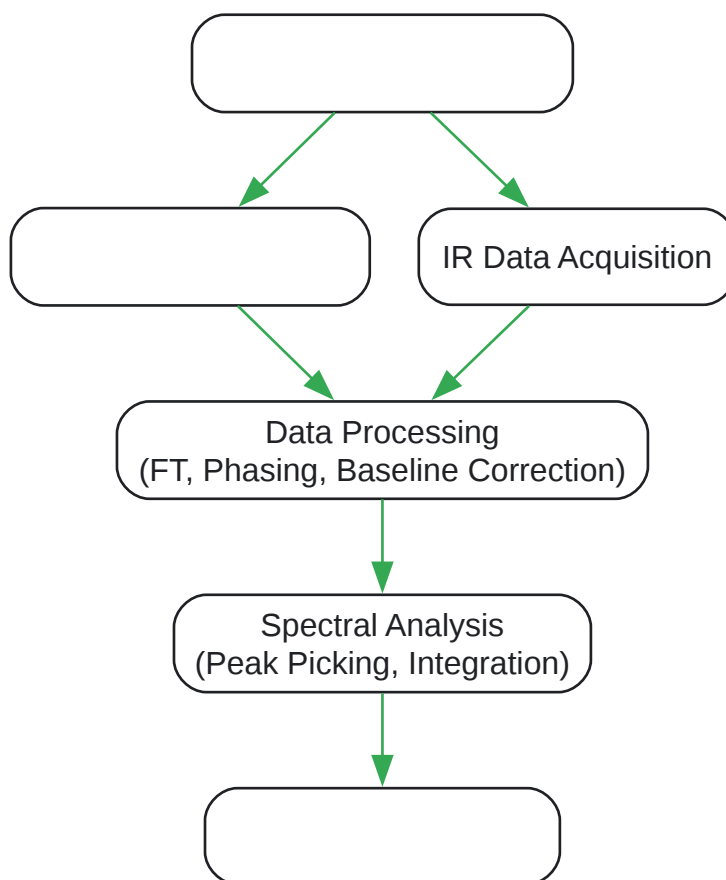 IR Data Acquisition
Data Processing
(FT, Phasing, Baseline Correction)
Spectral Analysis
(Peak Picking, Integration)